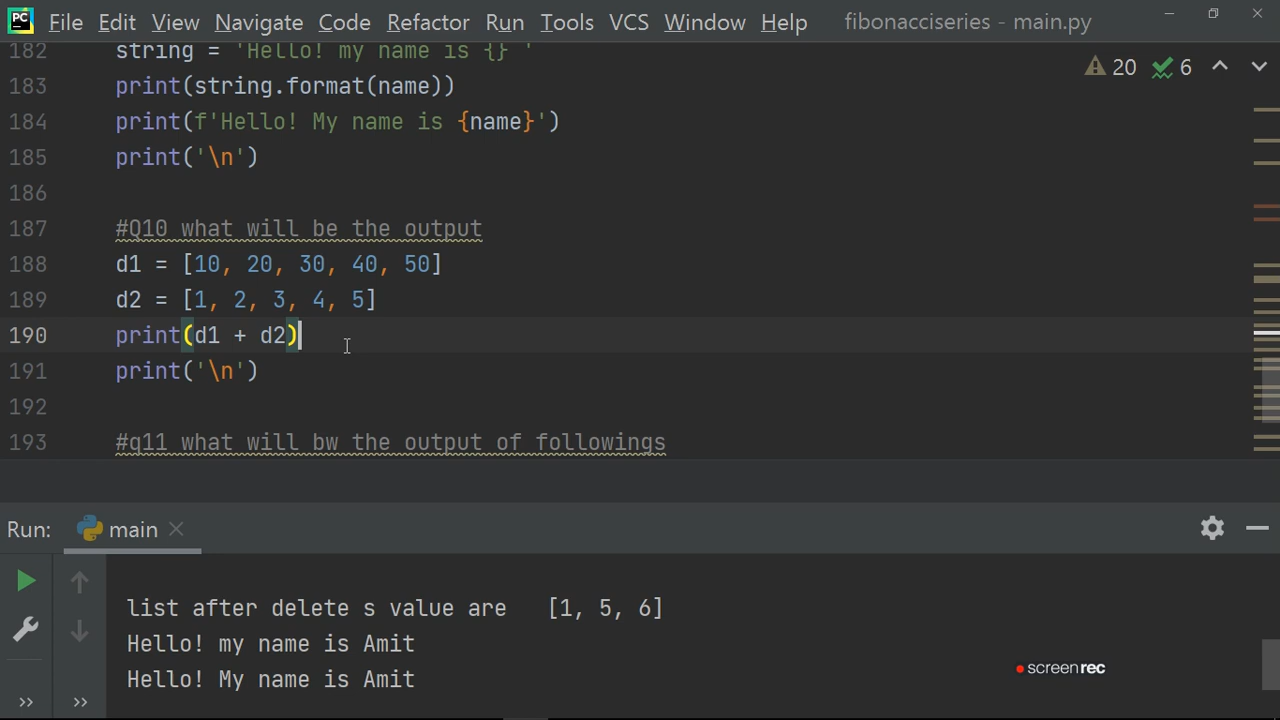 PC File Edit View Navigate Code Refactor Run Tools VCS Window Help fibonacciseries - main.py
182 string = 'Hello! my name is {} '
183 print(string.format(name))
184 print(f'Hello! My name is {name}')
185 print('\n')
186
187 #Q10 what will be the output
188 d1 = [10, 20, 30, 40, 50]
189 d2 = [1, 2, 3, 4, 5]
190 print(d1 + d2)
191 print('\n')
192
193 #q11 what will bw the output of followings
20 6
Run: main
list after delete s value are [1, 5, 6]
Hello! my name is Amit
Hello! My name is Amit
screenrec